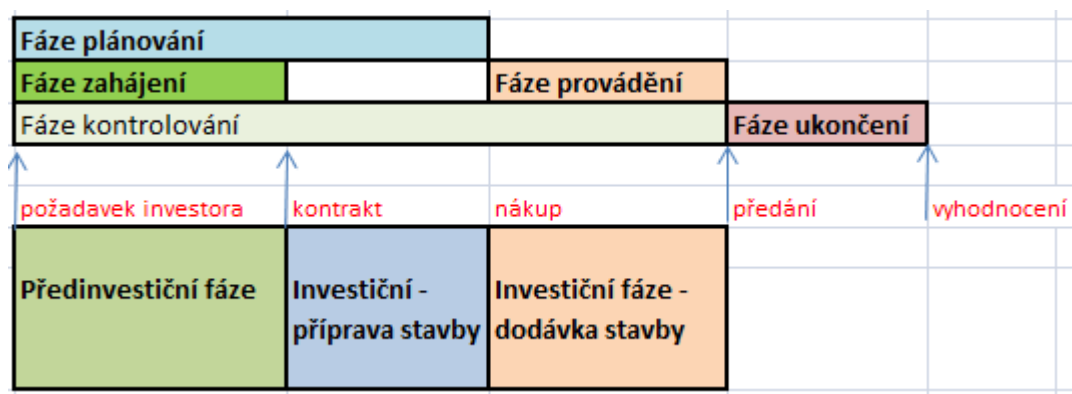 Fáze plánování
Fáze zahájení Fáze provádění
Fáze kontrolování Fáze ukončení
požadavek investora kontrakt nákup předání vyhodnocení
Předinvestiční fáze Investiční - Investiční fáze -
příprava stavby dodávka stavby